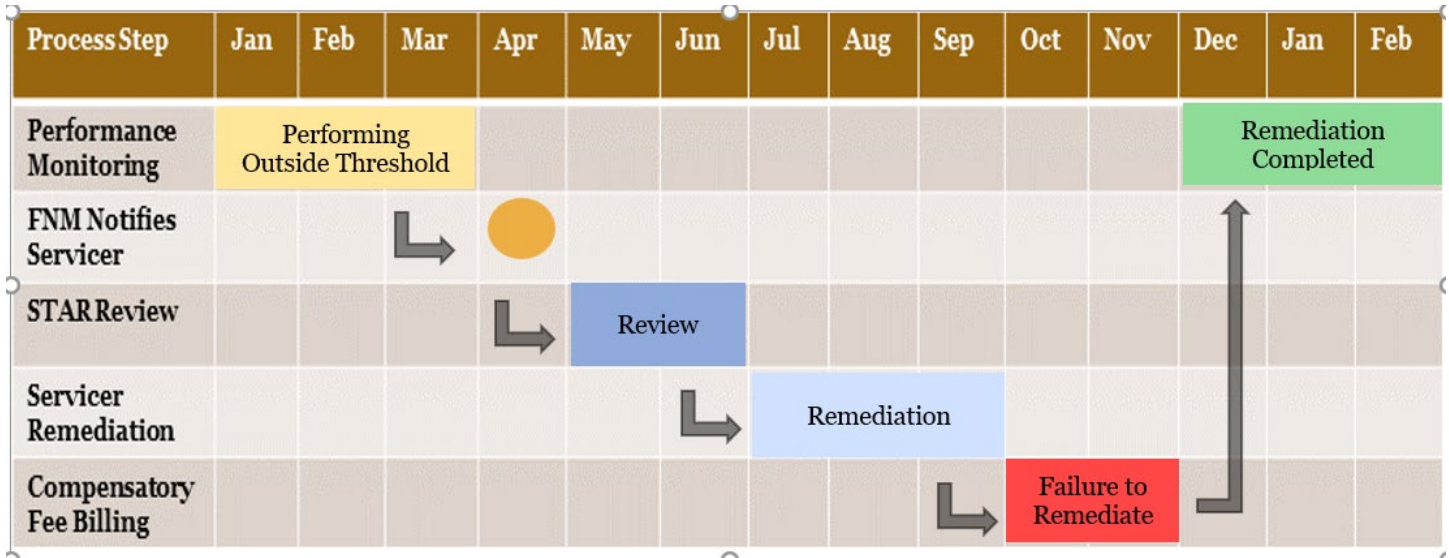 Process Step Jan Feb Mar Apr May Jun Jul Aug Sep Oct Nov Dec Jan Feb
Performance
Monitoring
Performing
Outside Threshold
Remediation
Completed
FNM Notifies
Servicer
STAR Review
Review
Servicer
Remediation
Remediation
Compensatory
Fee Billing
Failure to
Remediate